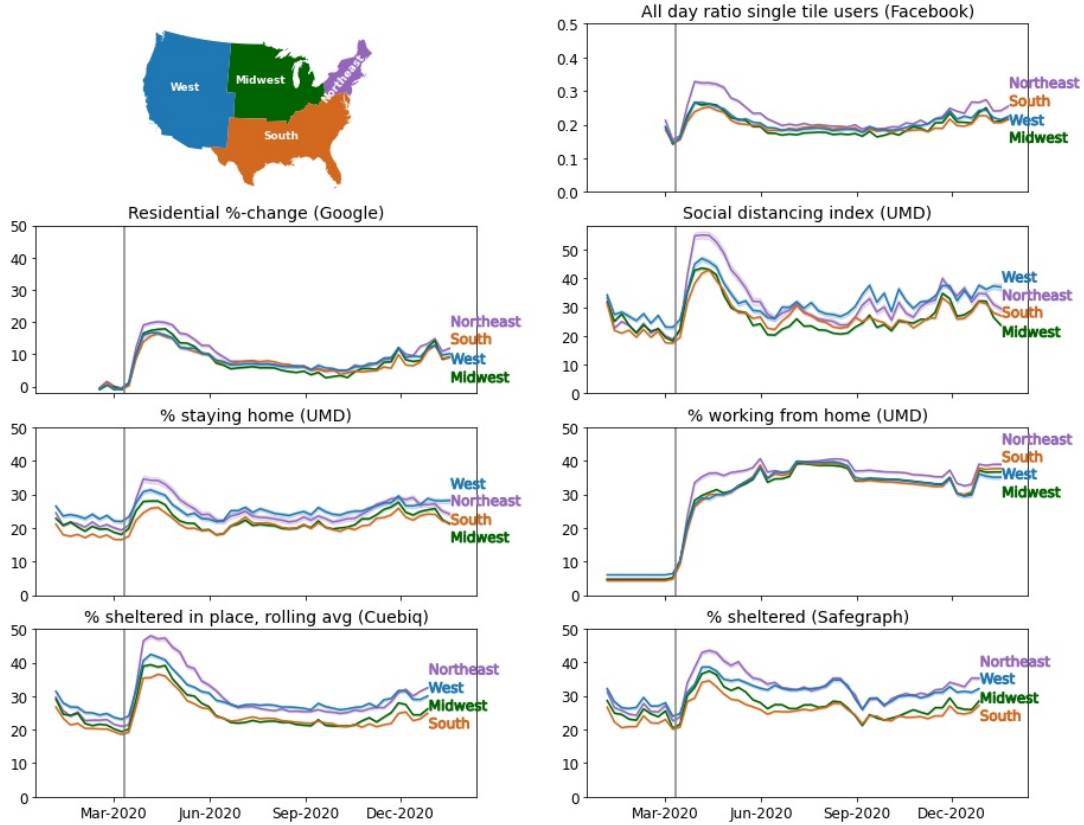 West
Midwest
Northeast
South
All day ratio single tile users (Facebook)
0.5
0.4
0.3
0.2
0.1
0.0
Northeast
South
West
Midwest
Residential %-change (Google)
50
40
30
20
10
0
Northeast
South
West
Midwest
Social distancing index (UMD)
50
40
30
20
10
0
West
Northeast
South
Midwest
% staying home (UMD)
50
40
30
20
10
0
West
Northeast
South
Midwest
% working from home (UMD)
50
40
30
20
10
0
Northeast
South
West
Midwest
% sheltered in place, rolling avg (Cuebiq)
50
40
30
20
10
0
Northeast
West
Midwest
South
Mar-2020 Jun-2020 Sep-2020 Dec-2020
% sheltered (Safegraph)
50
40
30
20
10
0
Northeast
West
Midwest
South
Mar-2020 Jun-2020 Sep-2020 Dec-2020